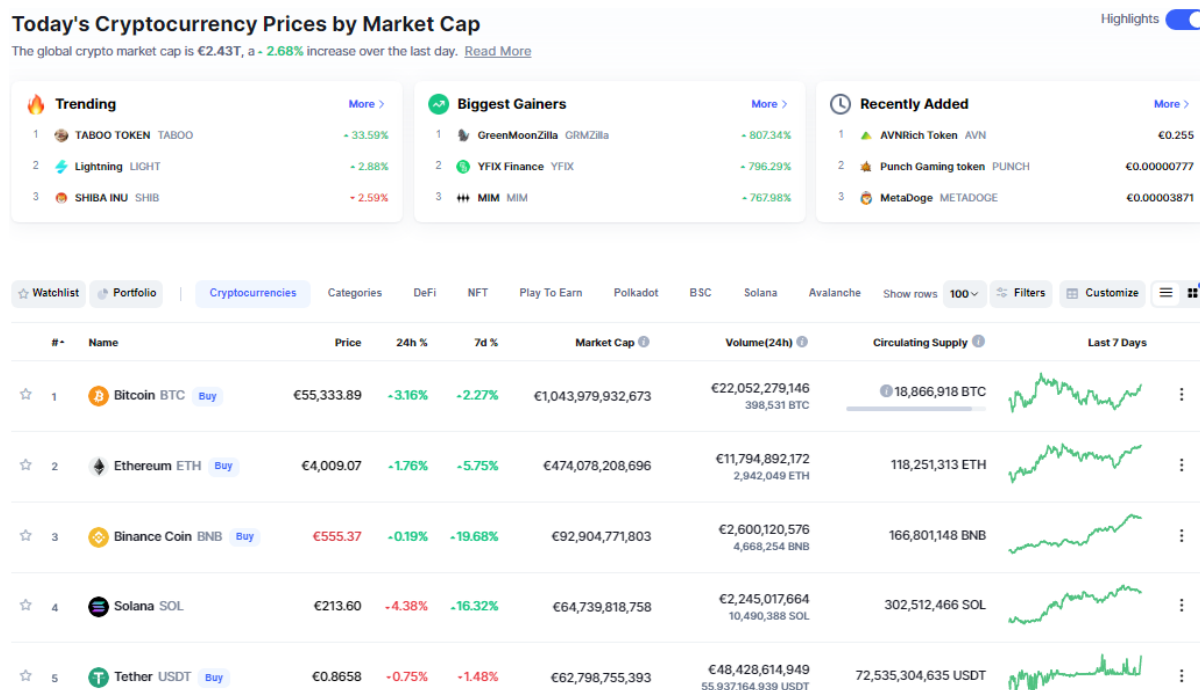 Today's Cryptocurrency Prices by Market Cap
Highlights
The global crypto market cap is €2.43T, a 2.68% increase over the last day. Read More
Trending More
1 TABOO TOKEN TABOO 33.59%
2 Lightning LIGHT 2.88%
3 SHIBA INU SHIB 2.59%
Biggest Gainers More
1 GreenMoonZilla GRMZilla 807.34%
2 YFIX Finance YFIX 796.29%
3 MIM MIM 767.98%
Recently Added More
1 AVNRich Token AVN €0.255
2 Punch Gaming token PUNCH €0.00000777
3 MetaDoge METADOGE €0.00003871
Watchlist Portfolio Cryptocurrencies Categories DeFi NFT Play To Earn Polkadot BSC Solana Avalanche Show rows 100 Filters Customize
# Name Price 24h % 7d % Market Cap Volume(24h) Circulating Supply Last 7 Days
1 Bitcoin BTC Buy €55,333.89 3.16% 2.27% €1,043,979,932,673 €22,052,279,146 18,866,918 BTC
398,531 BTC
2 Ethereum ETH Buy €4,009.07 1.76% 5.75% €474,078,208,696 €11,794,892,172 118,251,313 ETH
2,942,049 ETH
3 Binance Coin BNB Buy €555.37 0.19% 19.68% €92,904,771,803 €2,600,120,576 166,801,148 BNB
4,668,254 BNB
4 Solana SOL €213.60 4.38% 16.32% €64,739,818,758 €2,245,017,664 302,512,466 SOL
10,490,388 SOL
5 Tether USDT Buy €0.8658 0.75% 1.48% €62,798,755,393 €48,428,614,949 72,535,304,635 USDT
55,937,164,939 USDT